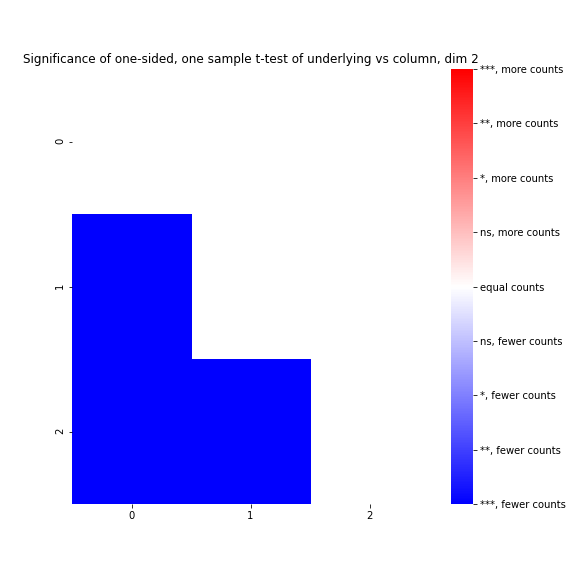 Significance of one-sided, one sample t-test of underlying vs column, dim 2
***, more counts
**, more counts
*, more counts
ns, more counts
equal counts
ns, fewer counts
*, fewer counts
**, fewer counts
***, fewer counts
0
1
2
0
1
2